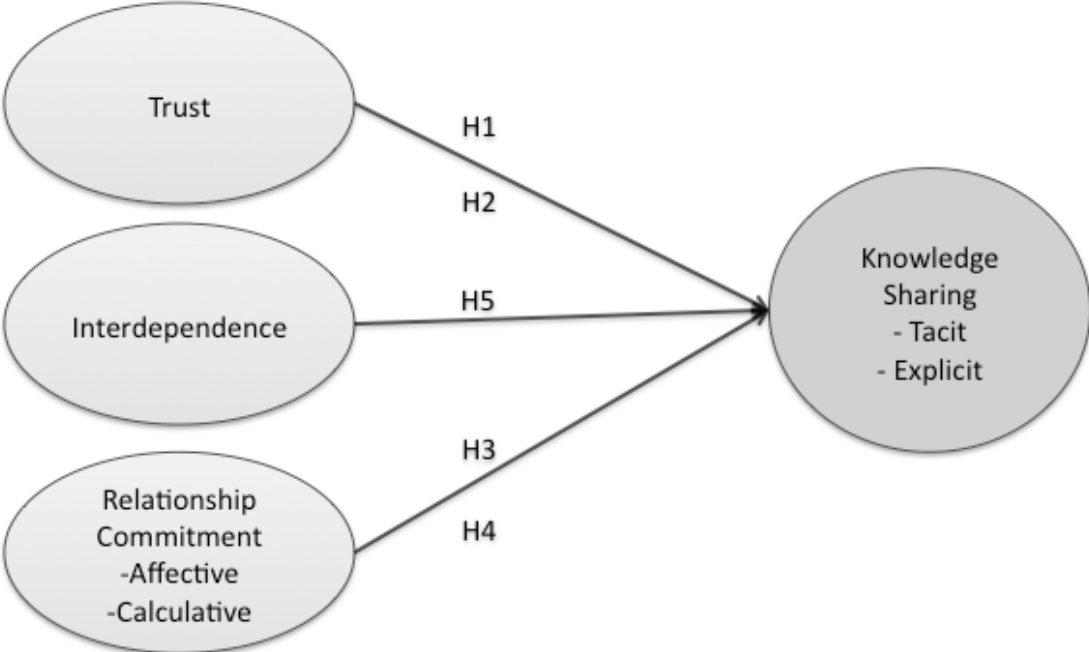 Trust
H1
H2
Interdependence
H5
Knowledge
Sharing
- Tacit
- Explicit
H3
H4
Relationship
Commitment
-Affective
-Calculative